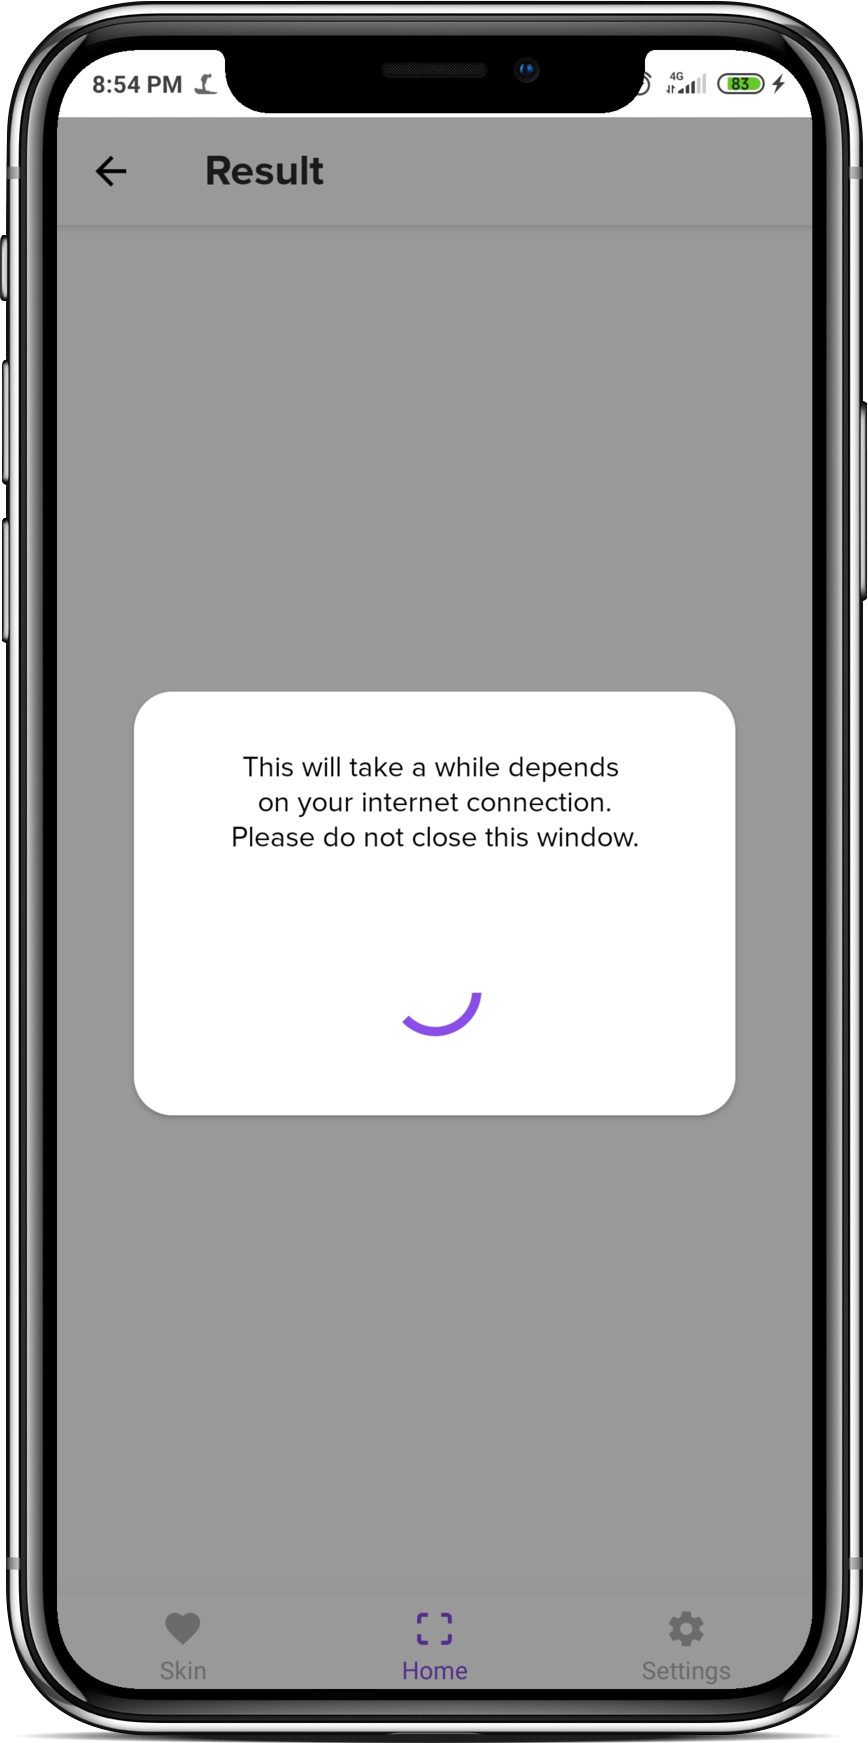 8:54 PM 4G 83
Result
This will take a while depends
on your internet connection.
Please do not close this window.
Skin Home Settings